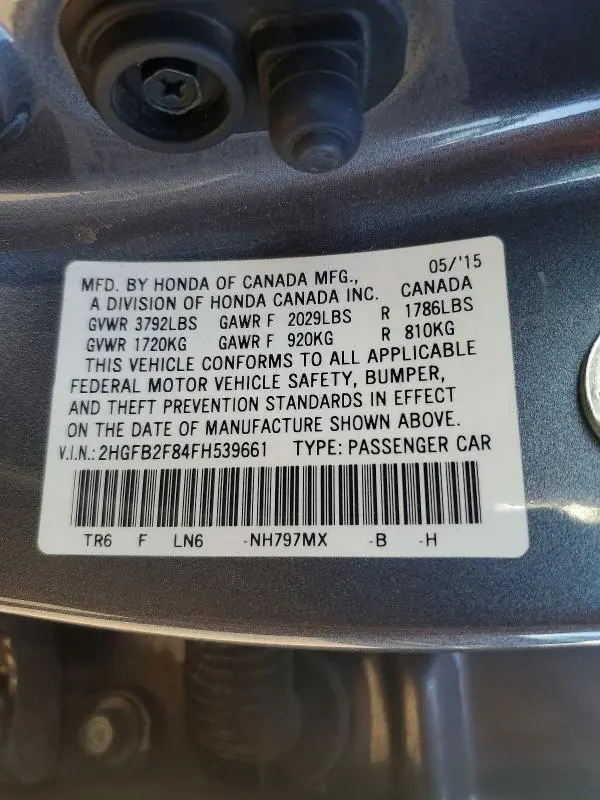 MFD. BY HONDA OF CANADA MFG., 05/'15
A DIVISION OF HONDA CANADA INC. CANADA
GVWR 3792LBS GAWR F 2029LBS R 1786LBS
GVWR 1720KG GAWR F 920KG R 810KG
THIS VEHICLE CONFORMS TO ALL APPLICABLE
FEDERAL MOTOR VEHICLE SAFETY, BUMPER,
AND THEFT PREVENTION STANDARDS IN EFFECT
ON THE DATE OF MANUFACTURE SHOWN ABOVE.
V.I.N.: 2HGFB2F84FH539661 TYPE: PASSENGER CAR
TR6 F LN6 -NH797MX -B -H